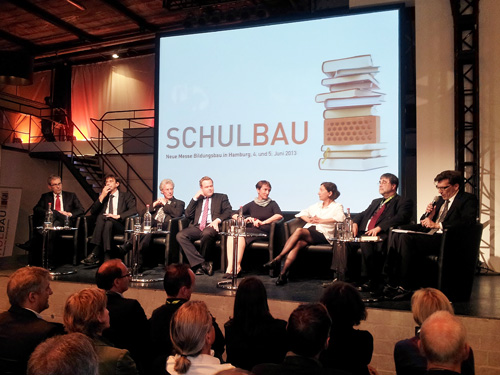 SCHULBAU
Neue Messe Bildungsbau in Hamburg, 4. und 5. Juni 2013